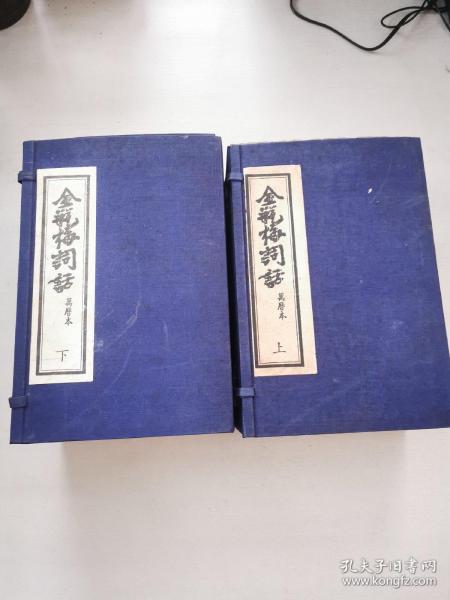 金瓶梅詞話
萬曆本
下
金瓶梅詞話
萬曆本
上
孔夫子旧书网
www.kongfz.com